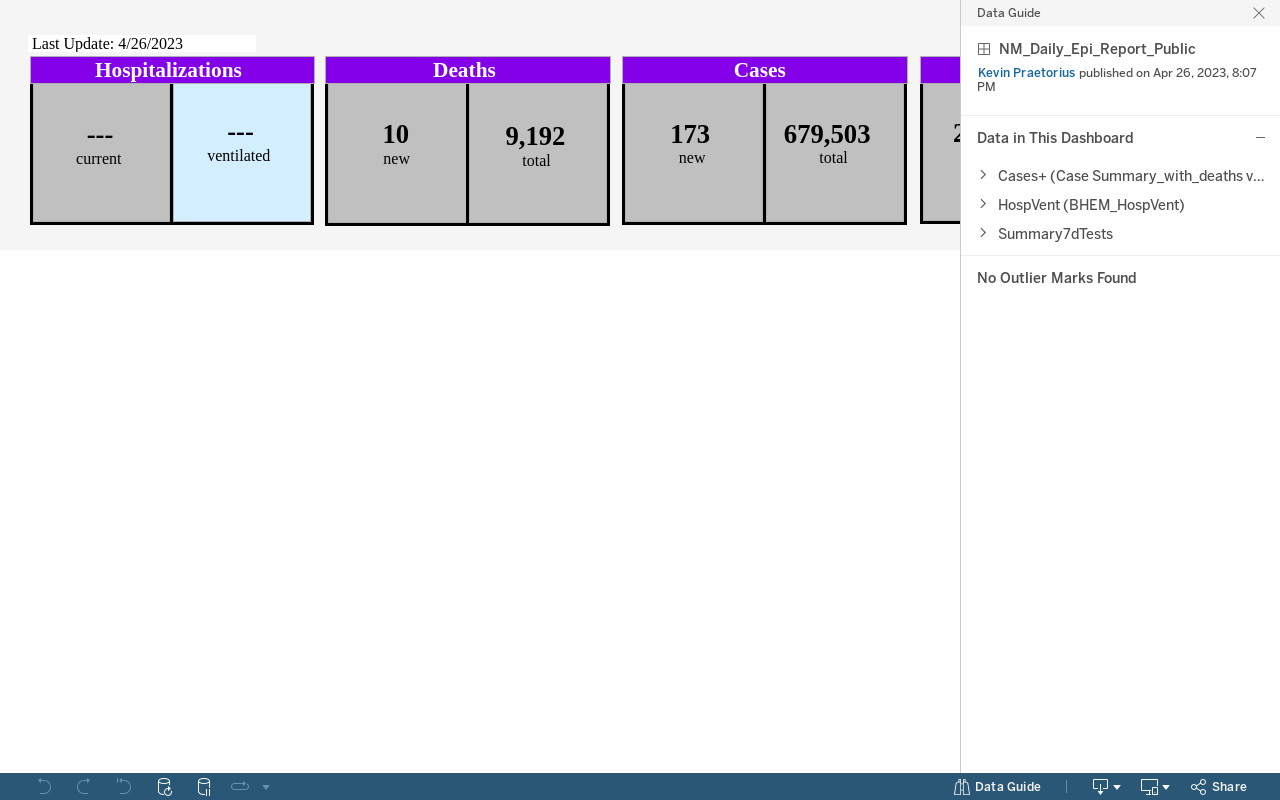 Last Update: 4/26/2023
Hospitalizations
---
current
---
ventilated
Deaths
10
new
9,192
total
Cases
173
new
679,503
total
2
Data Guide
NM_Daily_Epi_Report_Public
Kevin Praetorius published on Apr 26, 2023, 8:07
PM
Data in This Dashboard
Cases+ (Case Summary_with_deaths v...
HospVent (BHEM_HospVent)
Summary7dTests
No Outlier Marks Found
Data Guide
Share